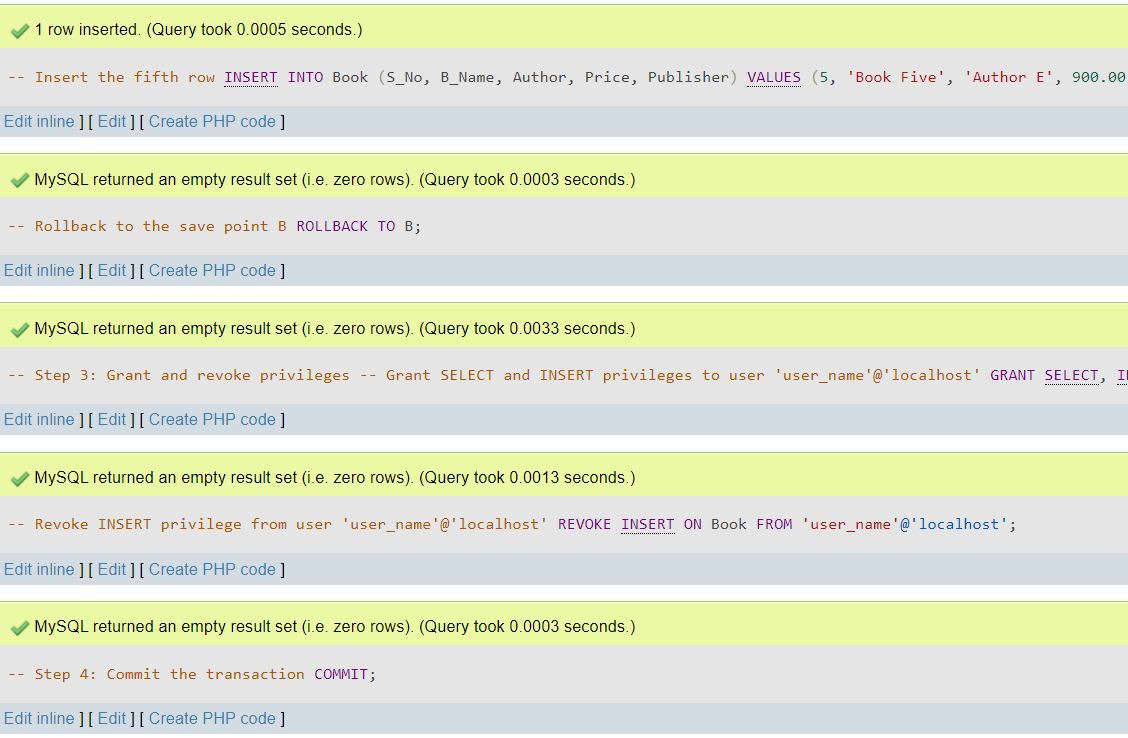 1 row inserted. (Query took 0.0005 seconds.)
-- Insert the fifth row INSERT INTO Book (S_No, B_Name, Author, Price, Publisher) VALUES (5, 'Book Five', 'Author E', 900.00
Edit inline ] [ Edit ] [ Create PHP code ]
MySQL returned an empty result set (i.e. zero rows). (Query took 0.0003 seconds.)
-- Rollback to the save point B ROLLBACK TO B;
Edit inline ] [ Edit ] [ Create PHP code ]
MySQL returned an empty result set (i.e. zero rows). (Query took 0.0033 seconds.)
-- Step 3: Grant and revoke privileges -- Grant SELECT and INSERT privileges to user 'user_name'@'localhost' GRANT SELECT,
Edit inline ] [ Edit ] [ Create PHP code ]
MySQL returned an empty result set (i.e. zero rows). (Query took 0.0013 seconds.)
-- Revoke INSERT privilege from user 'user_name'@'localhost' REVOKE INSERT ON Book FROM 'user_name'@'localhost';
Edit inline ] [ Edit ] [ Create PHP code ]
MySQL returned an empty result set (i.e. zero rows). (Query took 0.0003 seconds.)
-- Step 4: Commit the transaction COMMIT;
Edit inline ] [ Edit ] [ Create PHP code ]